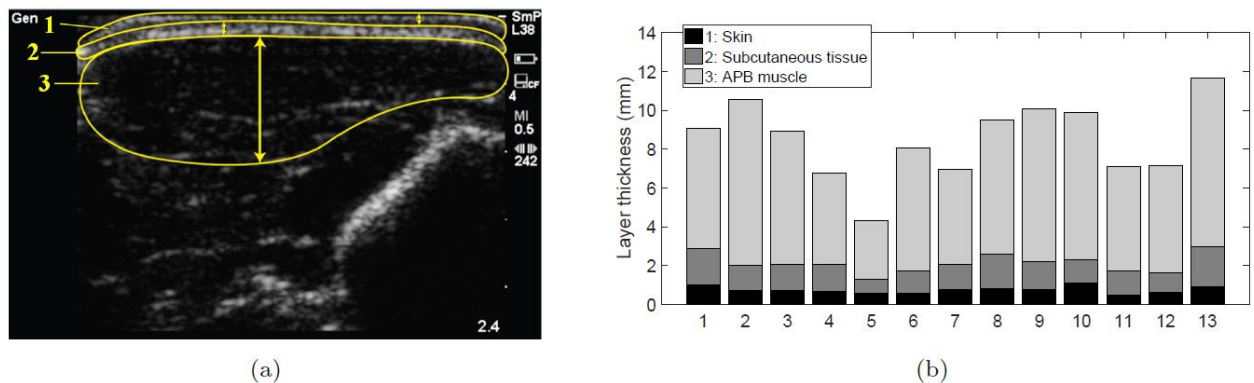 Gen
SmP
L38
1
2
3
CF
4
MI
0.5
242
2.4
(a)
14
12
10
8
6
4
2
0
Layer thickness (mm)
1: Skin
2: Subcutaneous tissue
3: APB muscle
1 2 3 4 5 6 7 8 9 10 11 12 13
(b)